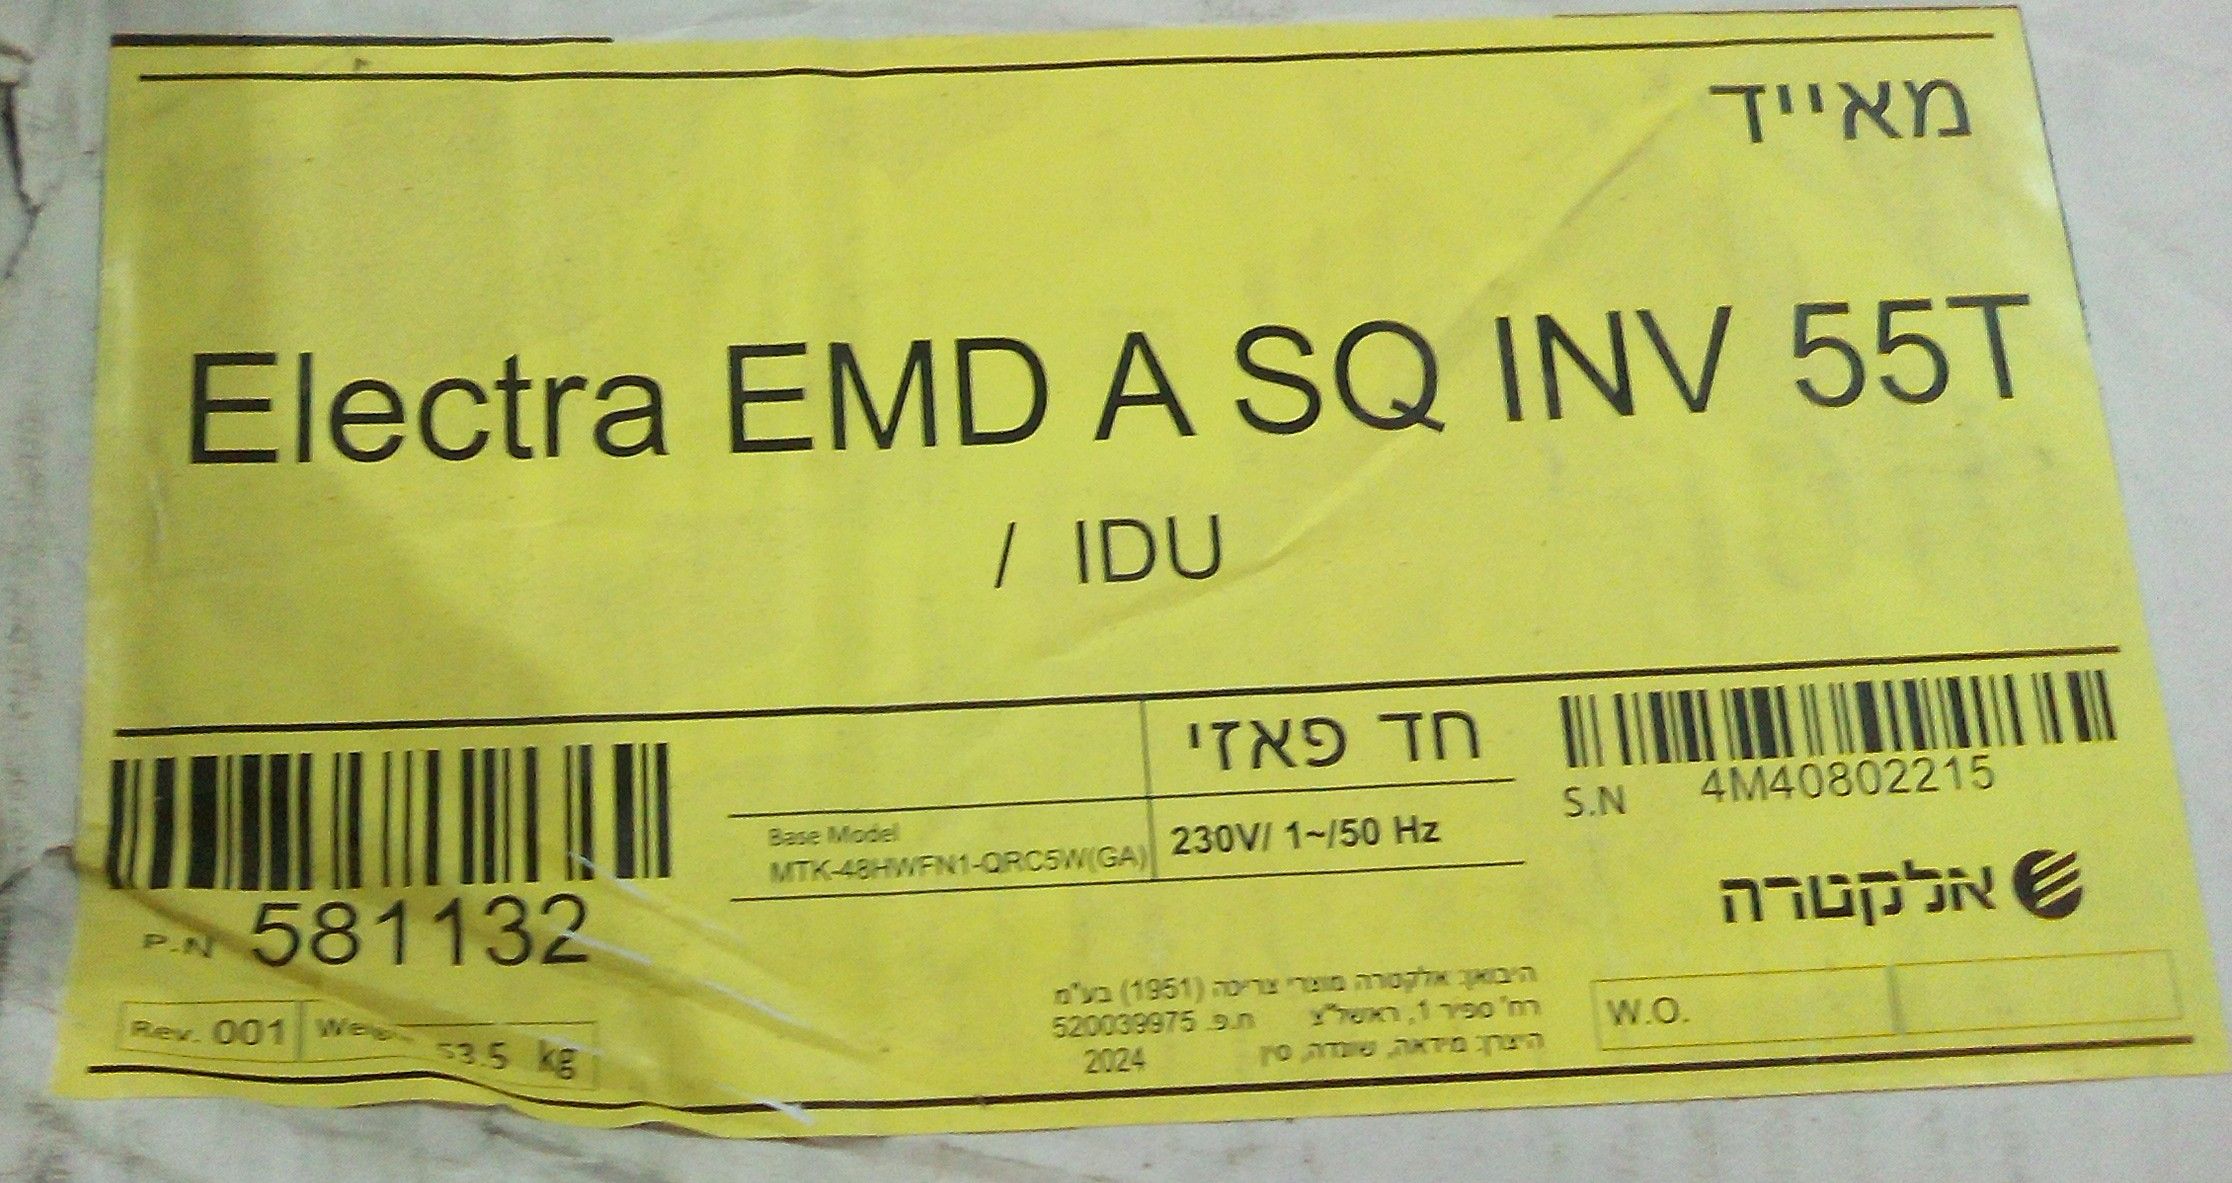 מאייד
Electra EMD A SQ INV 55T
/ IDU
חד פאזי
230V/ 1~/50 Hz
Base Model
MTK-48HWFN1-QRC5W(GA)
S.N 4M40802215
אלקטרה
P.N 581132
Rev. 001
53.5 kg
היבואן: אלקטרה מוצרי צריכה (1951) בע"מ
רח' ספיר 1, ראשל"צ ח.פ. 520039975
היצרן: מידאה, שונדה, סין 2024
W.O.